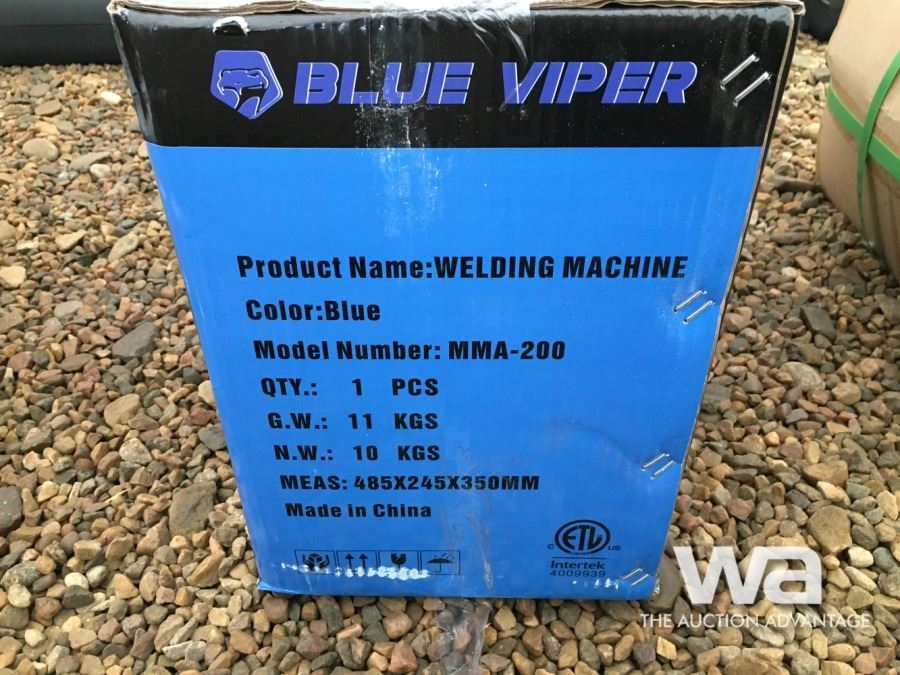 BLUE VIPER
Product Name:WELDING MACHINE
Color:Blue
Model Number: MMA-200
QTY.: 1 PCS
G.W.: 11 KGS
N.W.: 10 KGS
MEAS: 485X245X350MM
Made in China
C ETL US
Intertek
4009939
wa
THE AUCTION ADVANTAGE